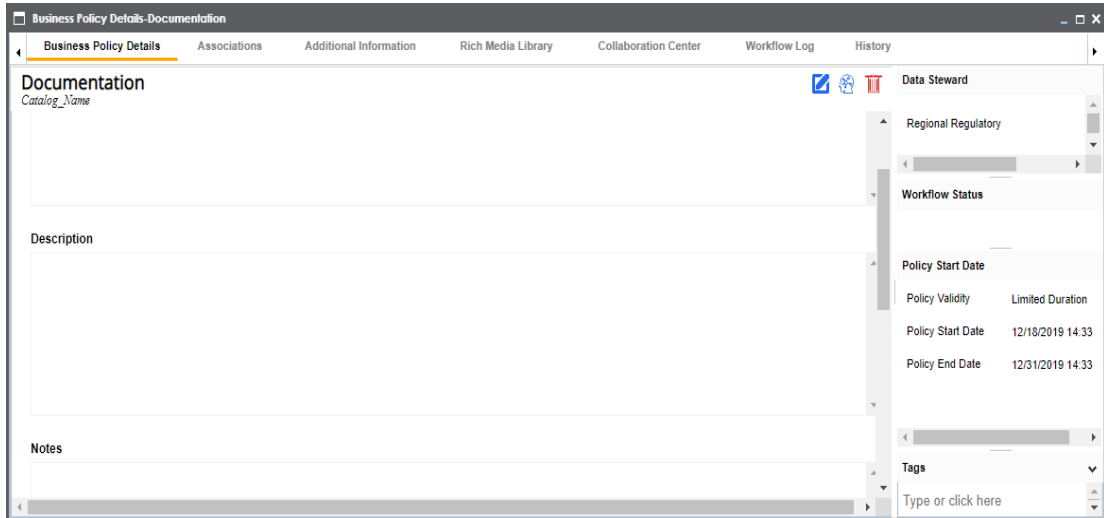 Business Policy Details-Documentation
Business Policy Details Associations Additional Information Rich Media Library Collaboration Center Workflow Log History
Documentation
Catalog_Name
Description
Notes
Data Steward
Regional Regulatory
Workflow Status
Policy Start Date
Policy Validity Limited Duration
Policy Start Date 12/18/2019 14:33
Policy End Date 12/31/2019 14:33
Tags
Type or click here